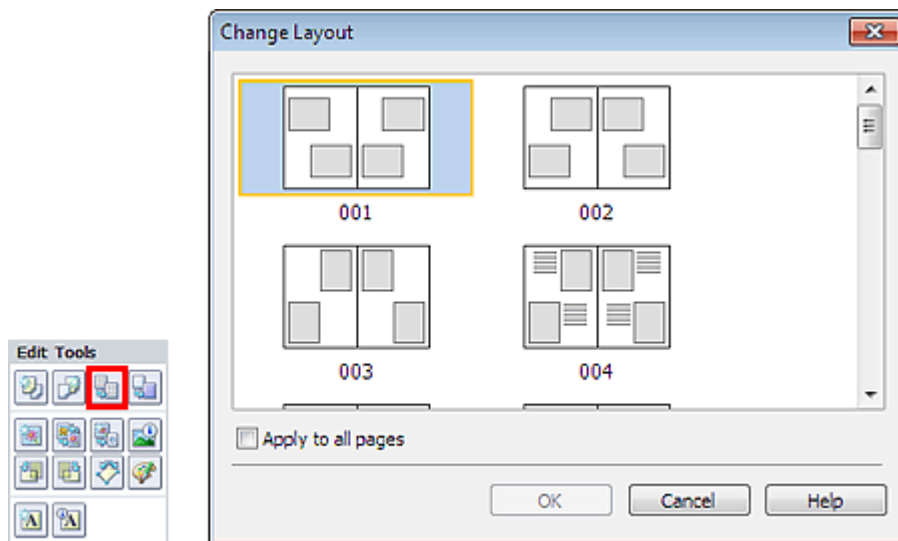 Change Layout
001
002
003
004
Edit Tools
Apply to all pages
OK
Cancel
Help
A
A